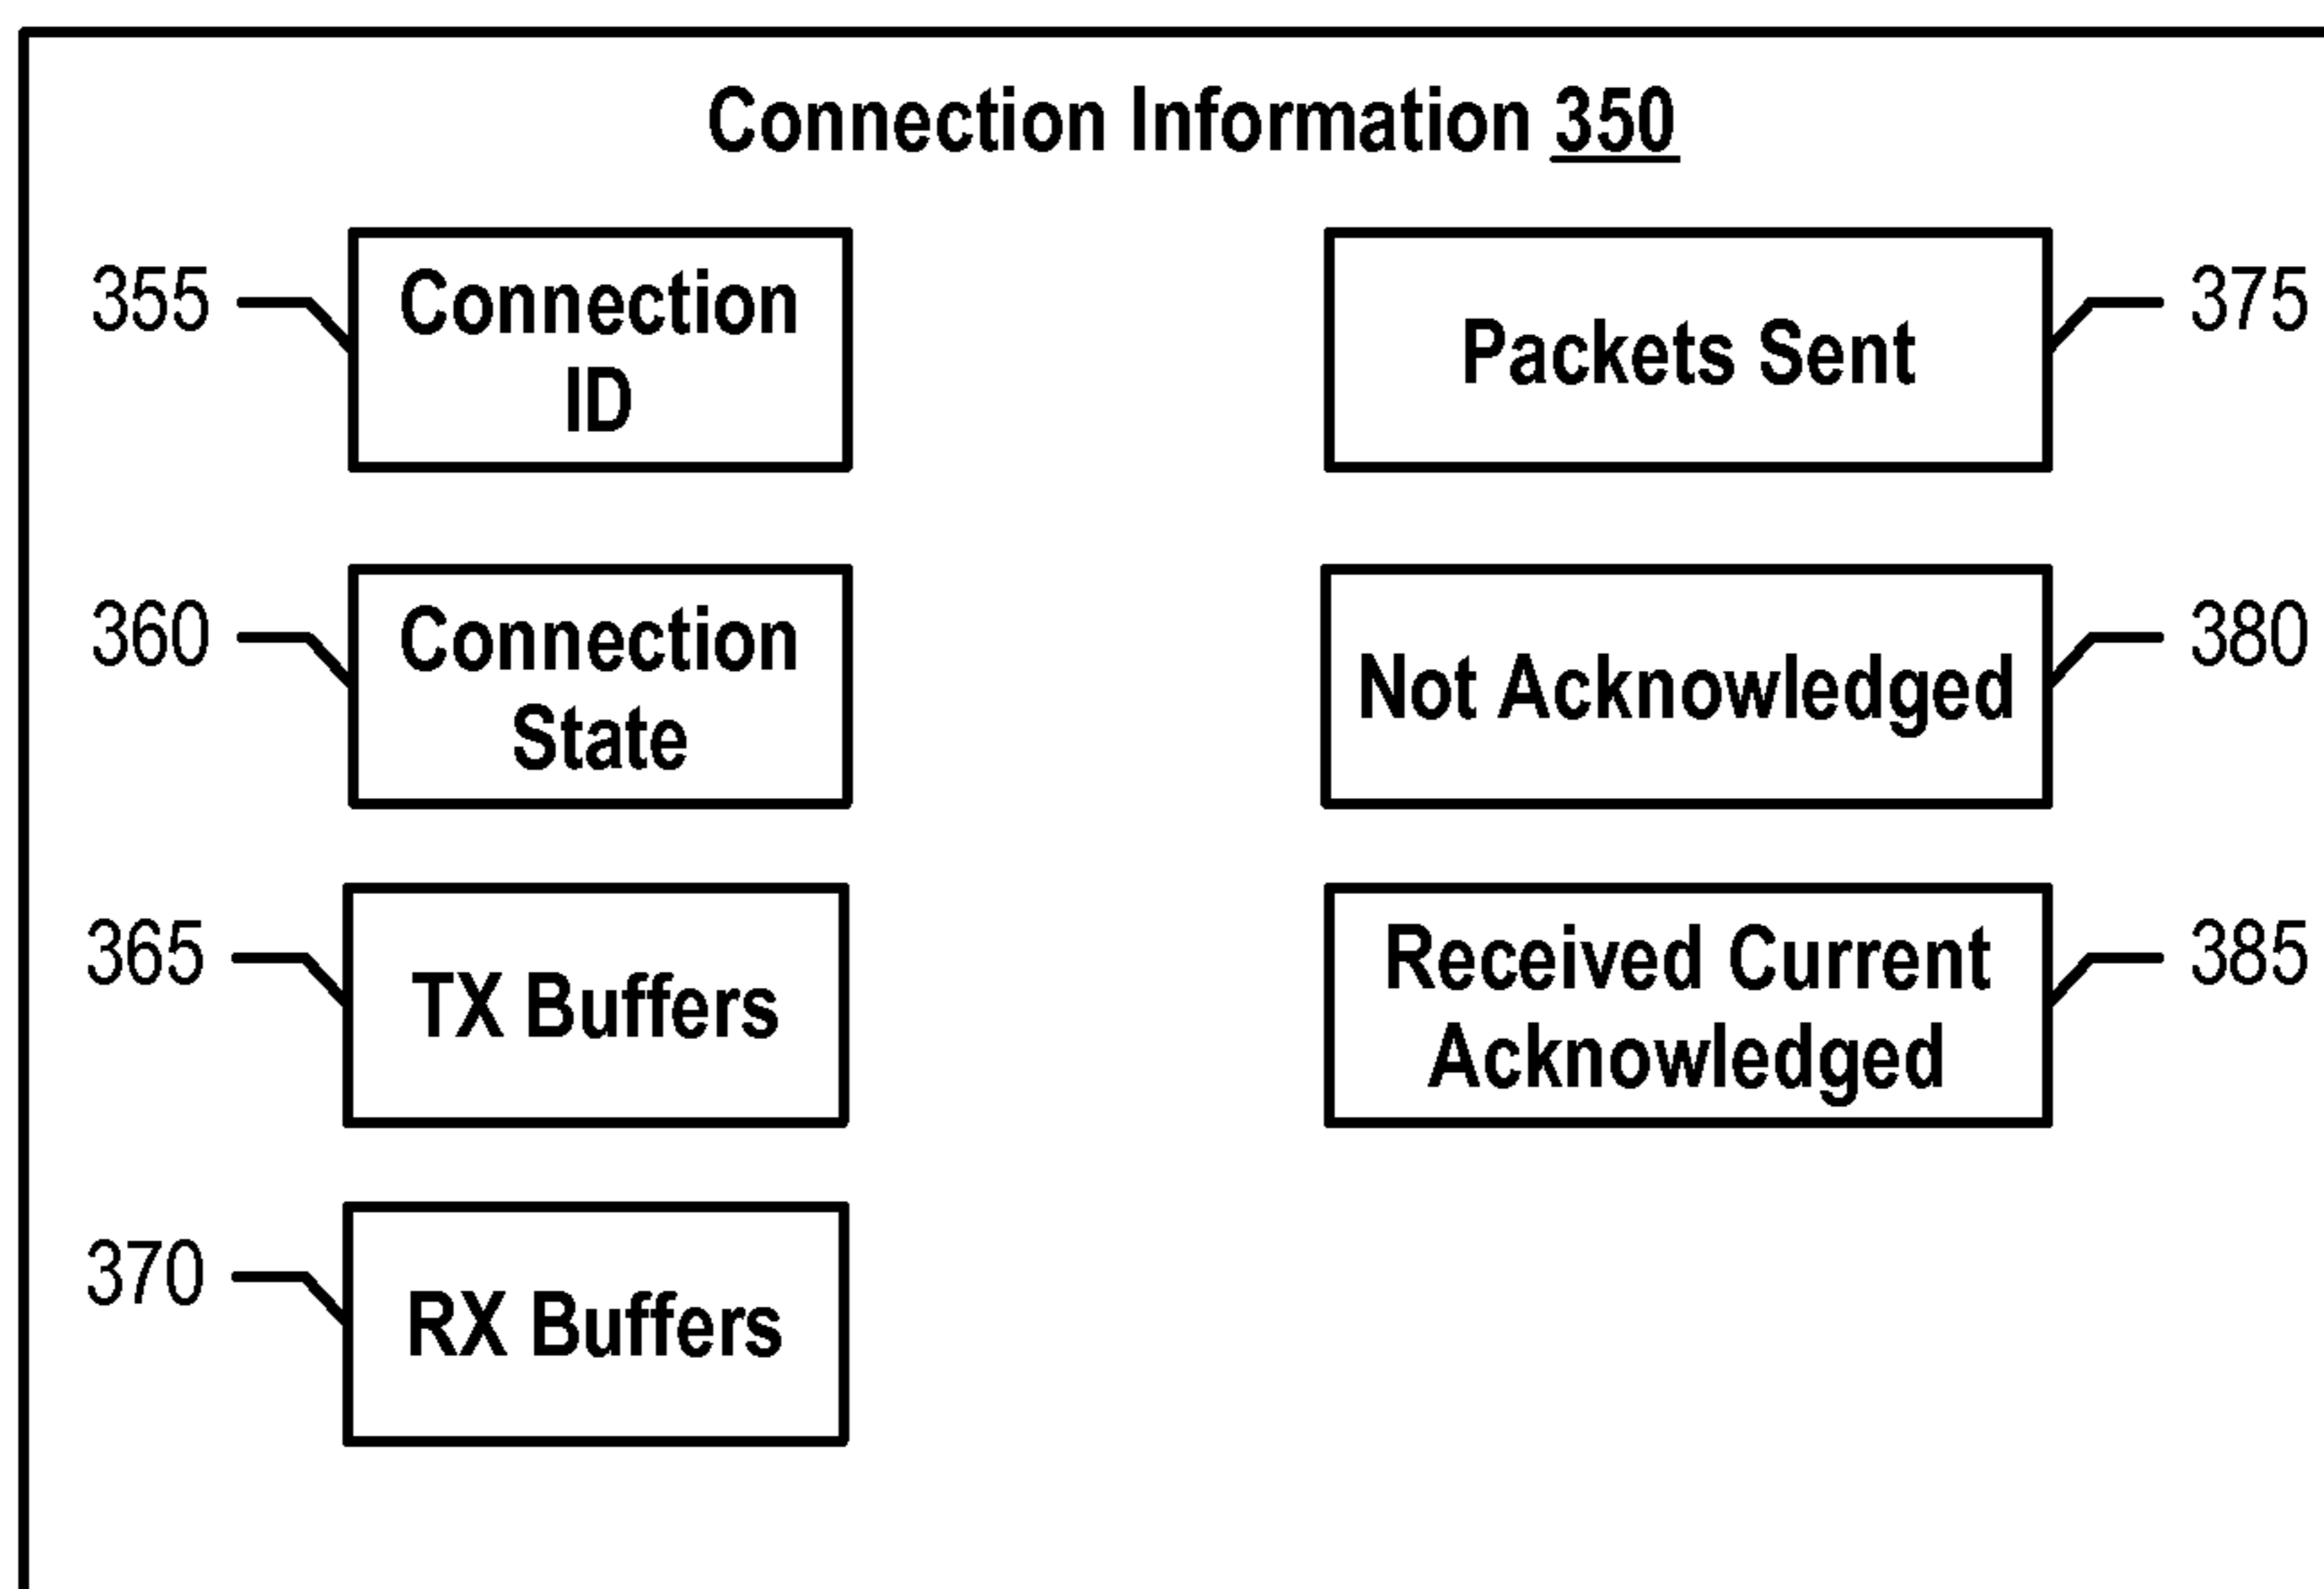 Connection Information 350
355
Connection
ID
360
Connection
State
365
TX Buffers
370
RX Buffers
375
Packets Sent
380
Not Acknowledged
385
Received Current
Acknowledged